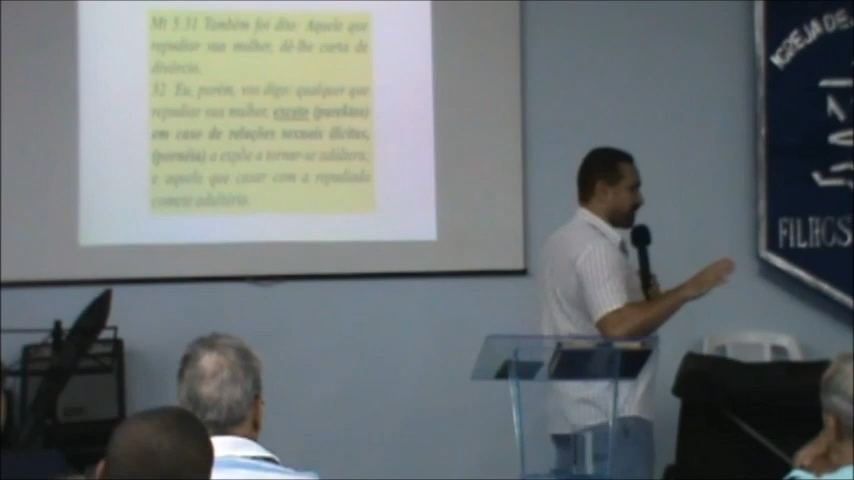 Mt 5.31 Também foi dito: Aquele que
repudiar sua mulher, dê-lhe carta de
divórcio.
32 Eu, porém, vos digo: qualquer que
repudiar sua mulher, exceto (parektos)
em caso de relações sexuais ilícitas,
(pornéia) a expõe a tornar-se adúltera;
e aquele que casar com a repudiada
comete adultério.
IGREJA DE
FILHOS